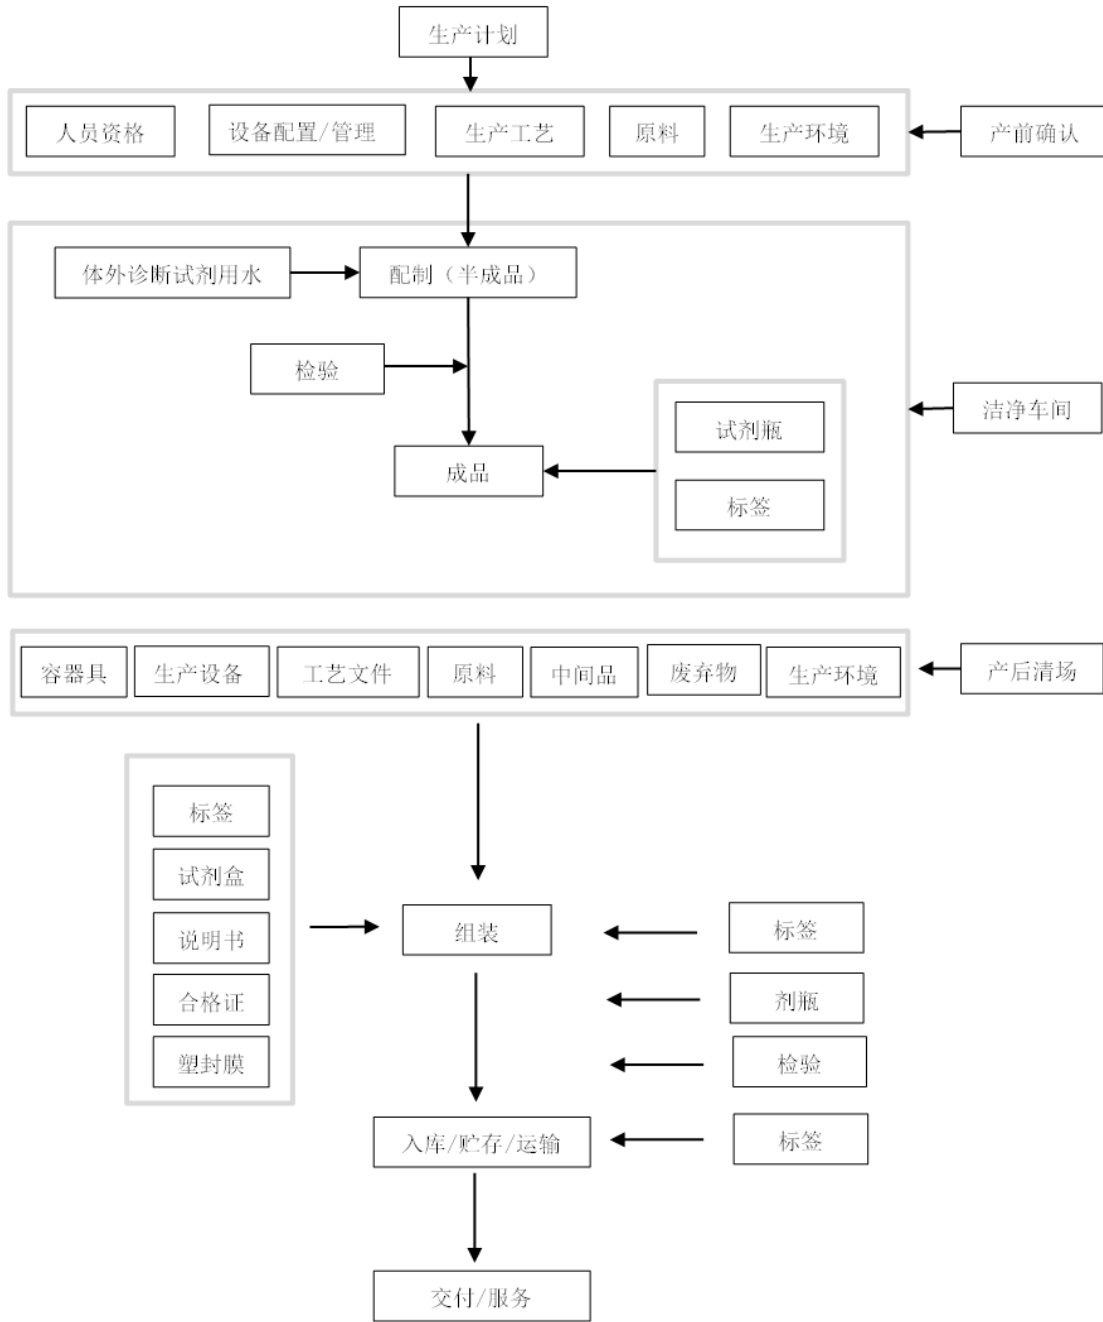 生产计划
人员资格
设备配置/管理
生产工艺
原料
生产环境
产前确认
体外诊断试剂用水
配制（半成品）
检验
试剂瓶
洁净车间
成品
标签
容器具
生产设备
工艺文件
原料
中间品
废弃物
生产环境
产后清场
标签
试剂盒
说明书
合格证
塑封膜
组装
标签
剂瓶
检验
入库/贮存/运输
标签
交付/服务